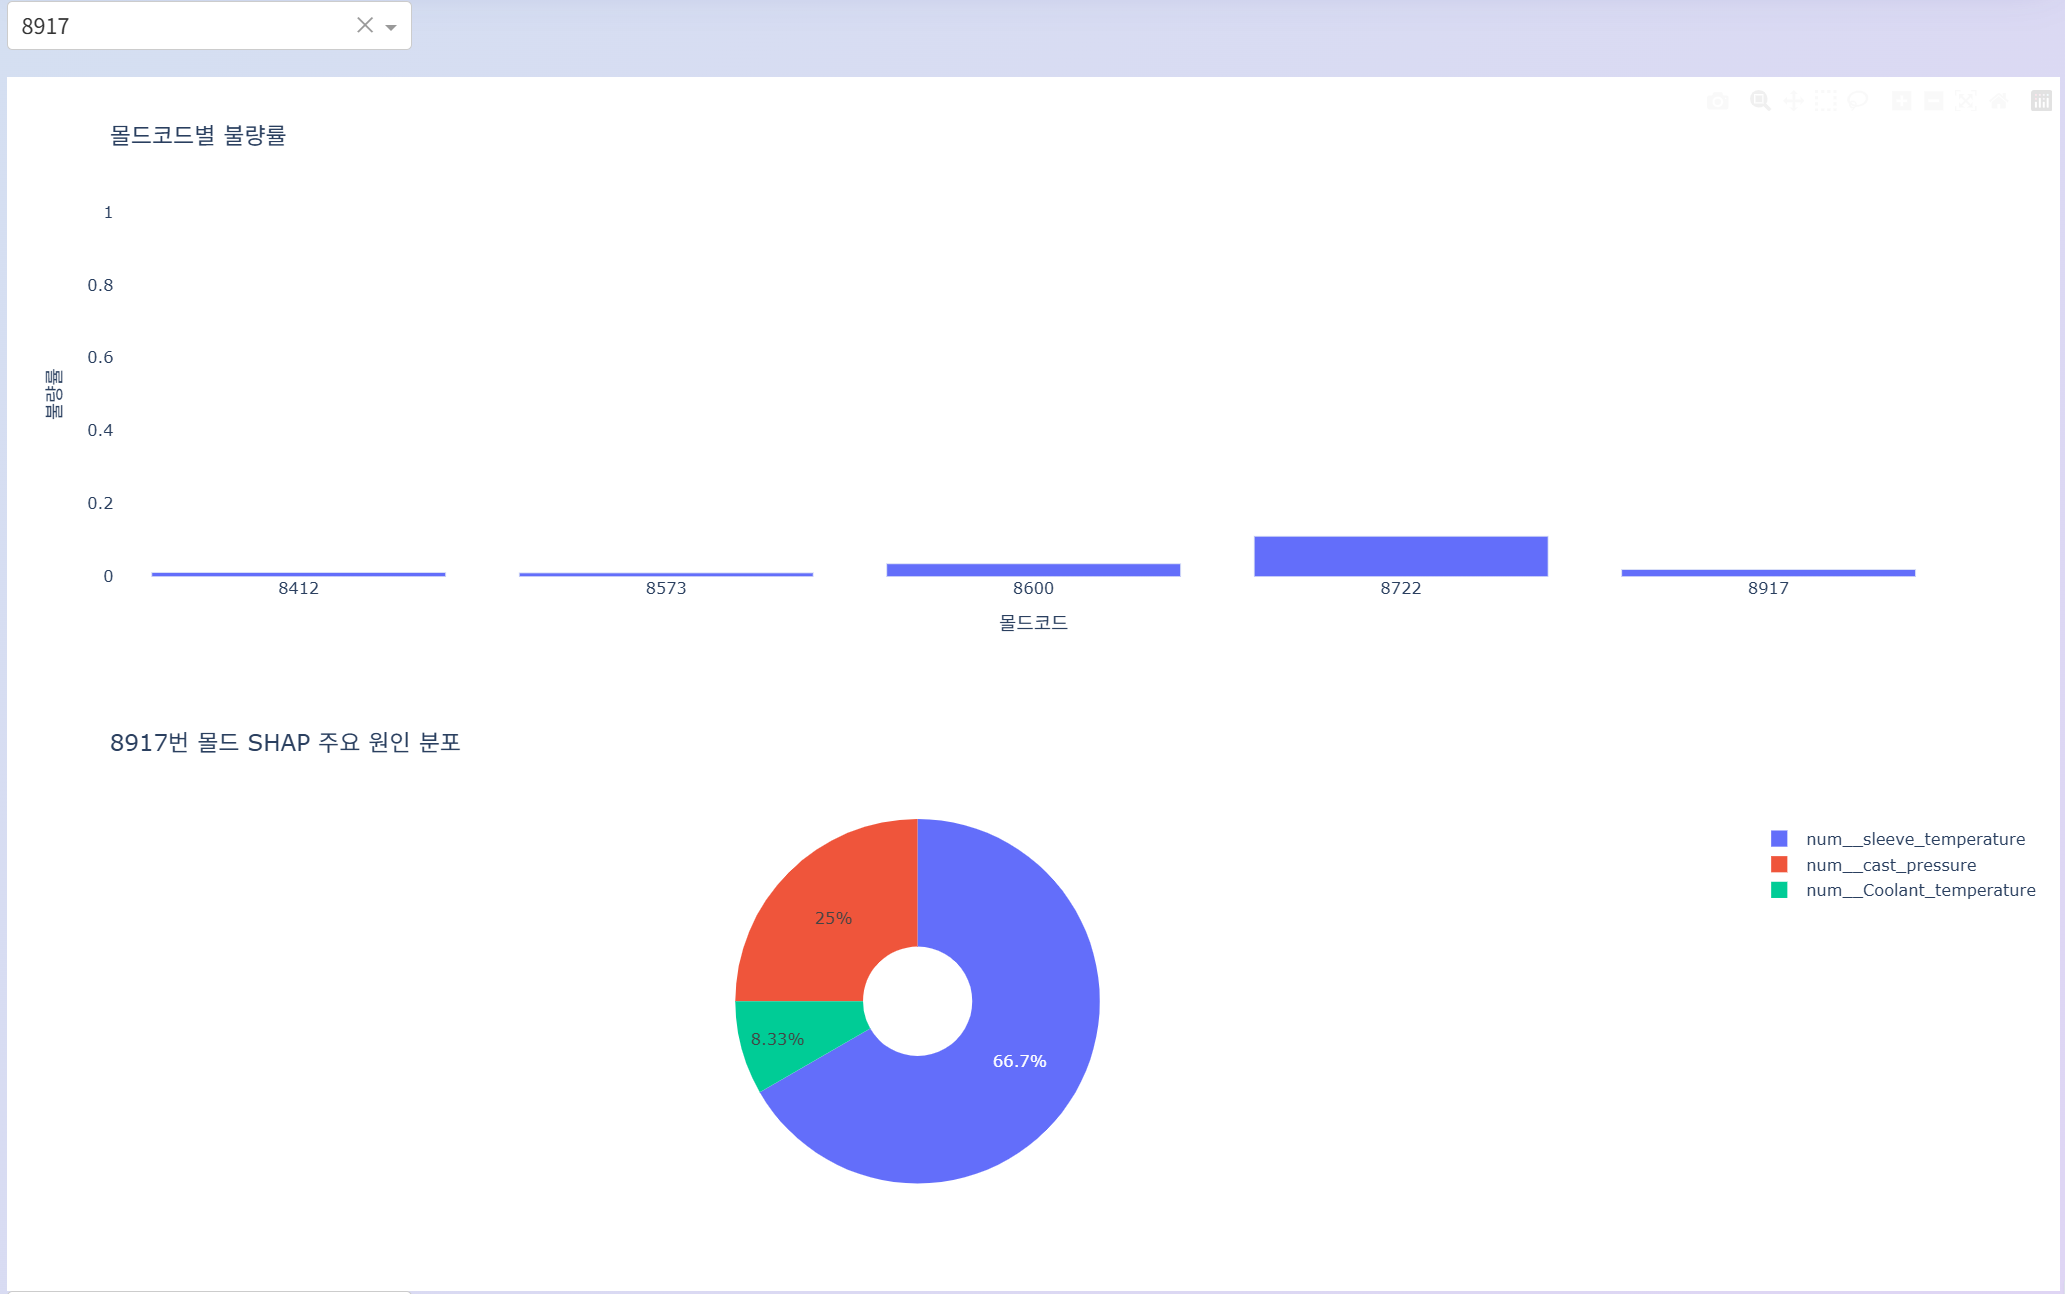 8917
몰드코드별 불량률
1
0.8
0.6
0.4
0.2
0
불량률
8412 8573 8600 8722 8917
몰드코드
8917번 몰드 SHAP 주요 원인 분포
num__sleeve_temperature
num__cast_pressure
num__Coolant_temperature
25%
8.33%
66.7%